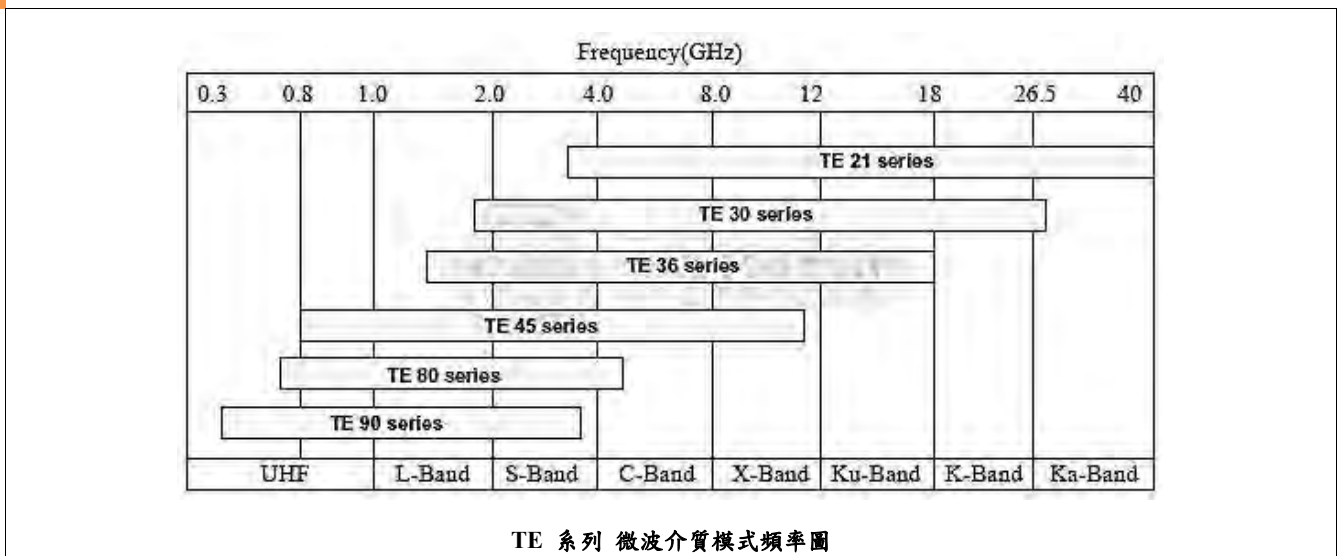 Frequency(GHz)
0.3 0.8 1.0 2.0 4.0 8.0 12 18 26.5 40
TE 21 series
TE 30 series
TE 36 series
TE 45 series
TE 80 series
TE 90 series
UHF L-Band S-Band C-Band X-Band Ku-Band K-Band Ka-Band
TE 系列 微波介質模式頻率圖